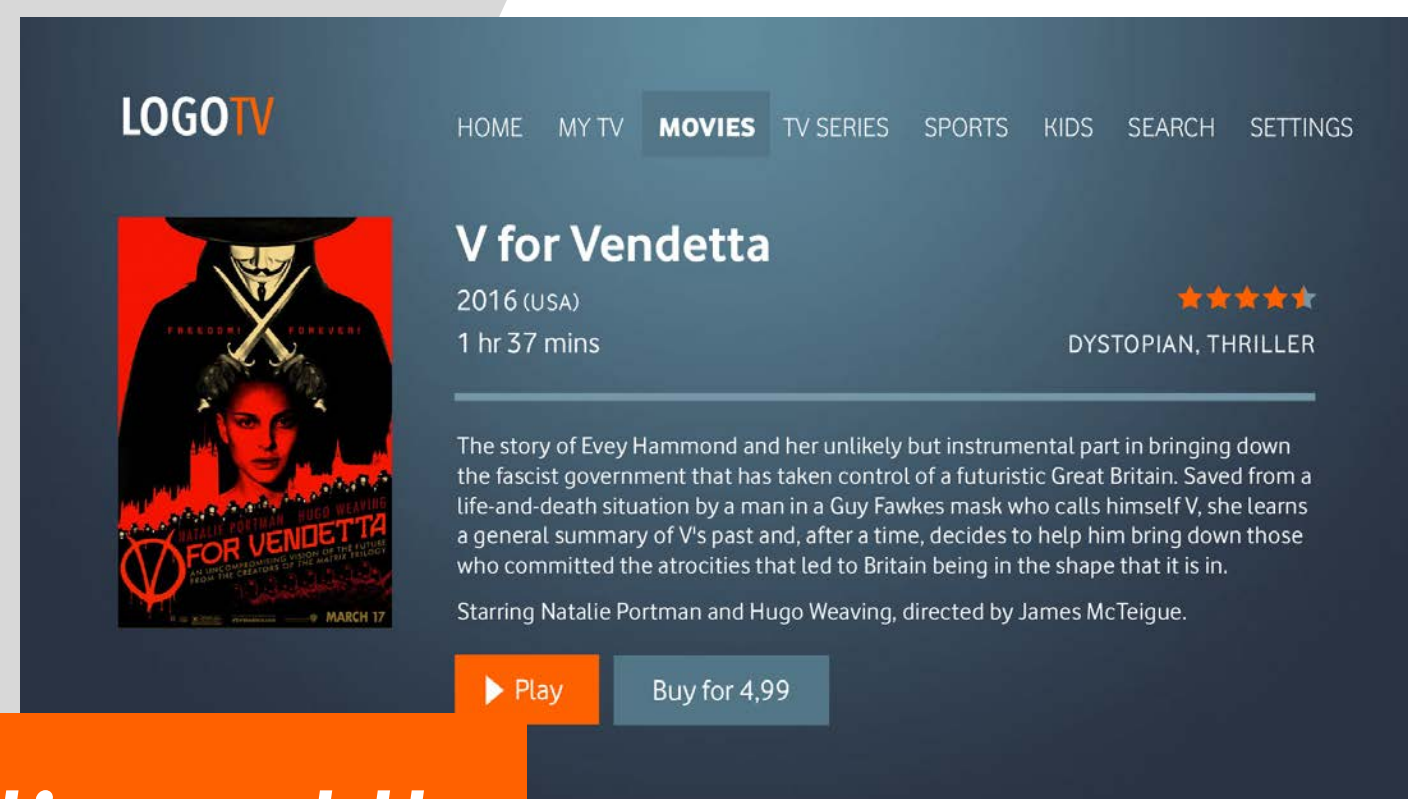 LOGOTV
HOME MY TV MOVIES TV SERIES SPORTS KIDS SEARCH SETTINGS
V for Vendetta
2016 (USA)
1 hr 37 mins
DYSTOPIAN, THRILLER
The story of Evey Hammond and her unlikely but instrumental part in bringing down
the fascist government that has taken control of a futuristic Great Britain. Saved from a
life-and-death situation by a man in a Guy Fawkes mask who calls himself V, she learns
a general summary of V's past and, after a time, decides to help him bring down those
who committed the atrocities that led to Britain being in the shape that it is in.
Starring Natalie Portman and Hugo Weaving, directed by James McTeigue.
Play
Buy for 4,99
FREEDOM! FOREVER!
NATALIE PORTMAN HUGO WEAVING
V FOR VENDETTA
AN UNCOMPROMISING VISION OF THE FUTURE
FROM THE CREATORS OF THE MATRIX TRILOGY
MARCH 17